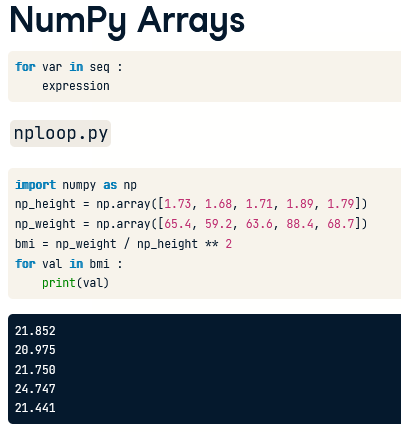 NumPy Arrays
for var in seq :
    expression
nploop.py
import numpy as np
np_height = np.array([1.73, 1.68, 1.71, 1.89, 1.79])
np_weight = np.array([65.4, 59.2, 63.6, 88.4, 68.7])
bmi = np_weight / np_height ** 2
for val in bmi :
    print(val)
21.852
20.975
21.750
24.747
21.441